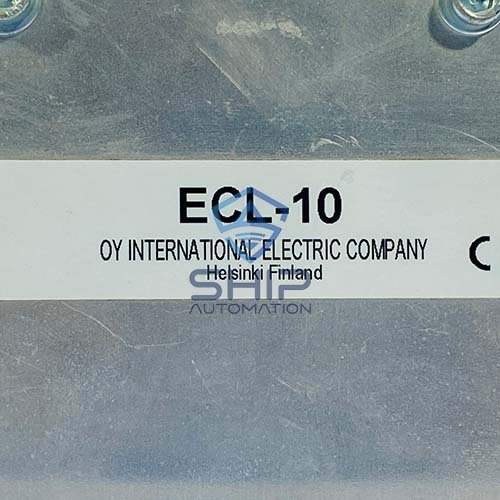 ECL-10
OY INTERNATIONAL ELECTRIC COMPANY
Helsinki Finland
C
SHIP
AUTOMATION